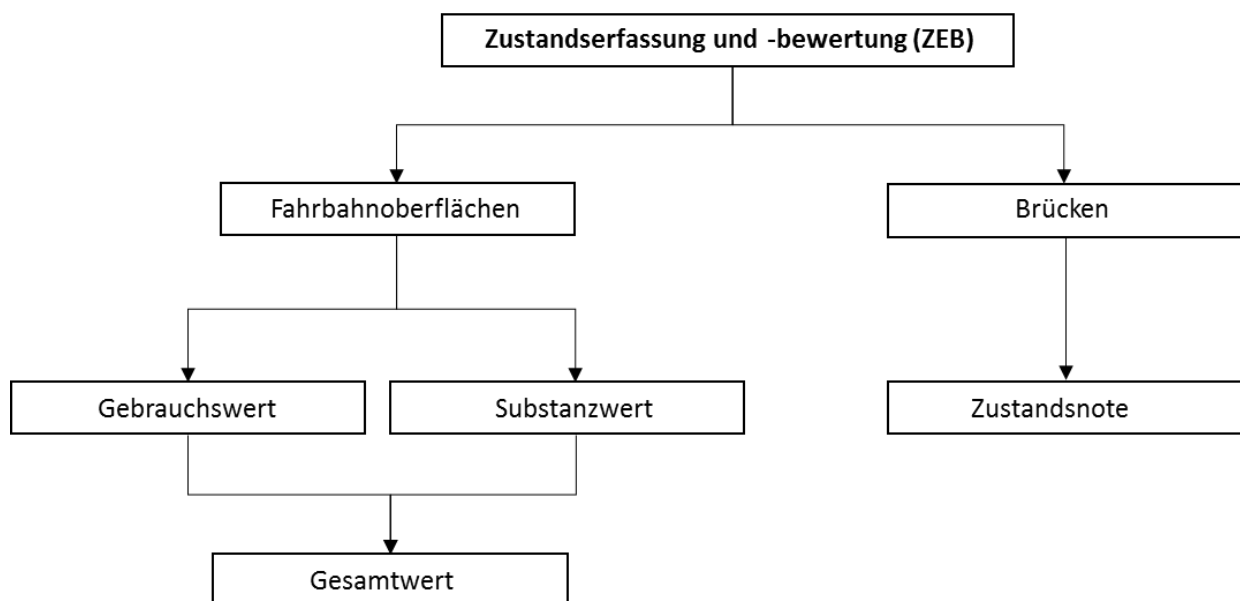 Zustandserfassung und -bewertung (ZEB)
Fahrbahnoberflächen
Brücken
Gebrauchswert
Substanzwert
Zustandsnote
Gesamtwert